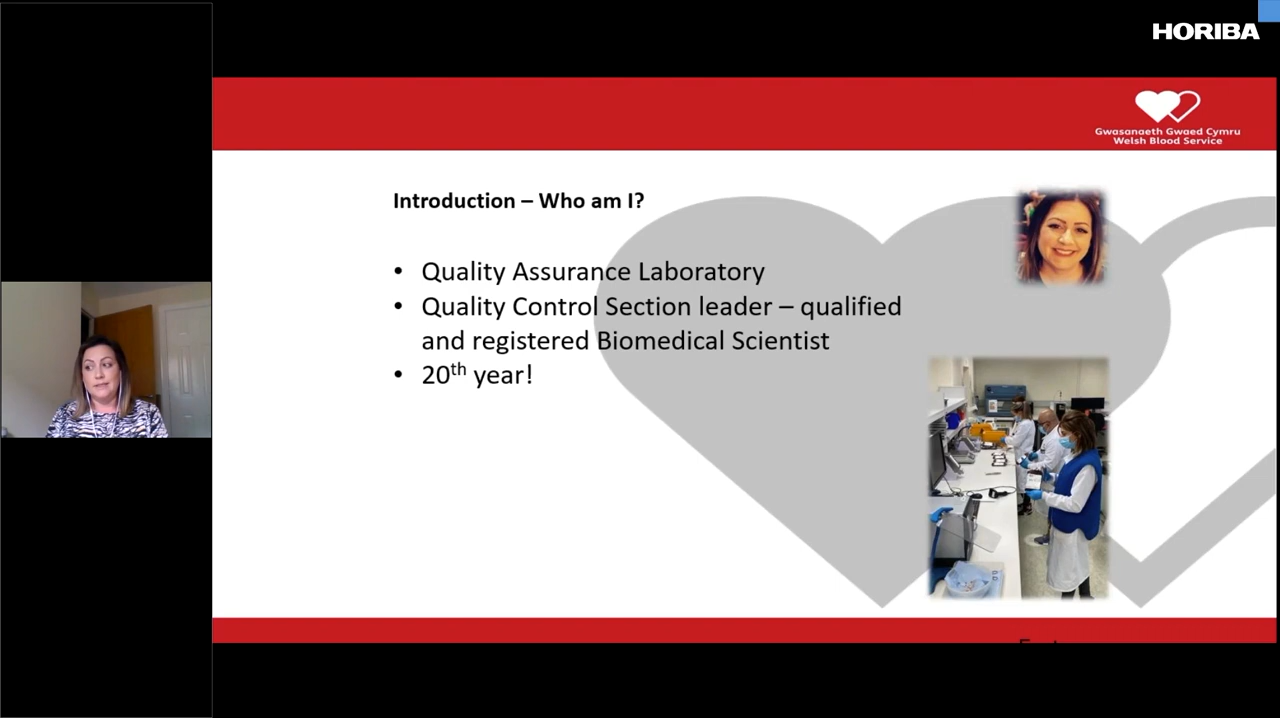 HORIBA
Gwasanaeth Gwaed Cymru
Welsh Blood Service
Introduction – Who am I?
• Quality Assurance Laboratory
• Quality Control Section leader – qualified
and registered Biomedical Scientist
• 20th year!